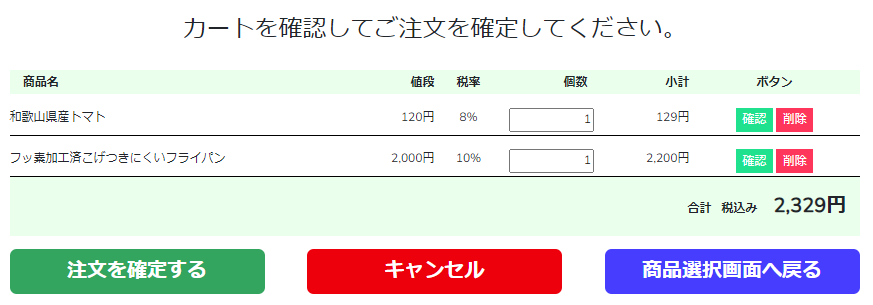 カートを確認してご注文を確定してください。
商品名 値段 税率 個数 小計 ボタン
和歌山県産トマト 120円 8% 1 129円 確認 削除
フッ素加工済こげつきにくいフライパン 2,000円 10% 1 2,200円 確認 削除
合計 税込み 2,329円
注文を確定する キャンセル 商品選択画面へ戻る